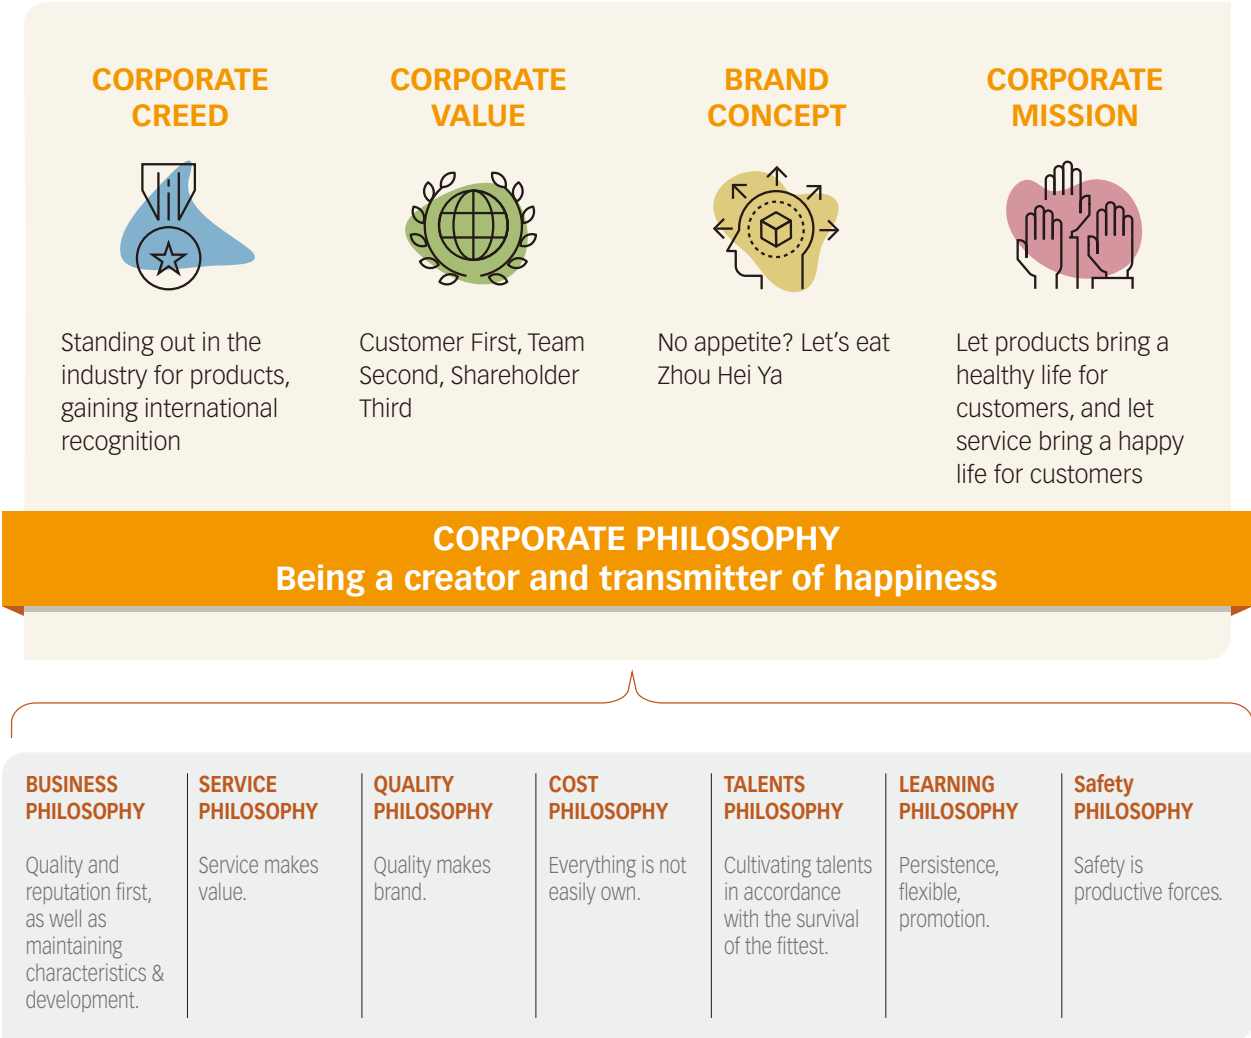 CORPORATE
CREED
Standing out in the
industry for products,
gaining international
recognition
CORPORATE
VALUE
Customer First, Team
Second, Shareholder
Third
BRAND
CONCEPT
No appetite? Let’s eat
Zhou Hei Ya
CORPORATE
MISSION
Let products bring a
healthy life for
customers, and let
service bring a happy
life for customers
CORPORATE PHILOSOPHY
Being a creator and transmitter of happiness
BUSINESS
PHILOSOPHY
Quality and
reputation first,
as well as
maintaining
characteristics &
development.
SERVICE
PHILOSOPHY
Service makes
value.
QUALITY
PHILOSOPHY
Quality makes
brand.
COST
PHILOSOPHY
Everything is not
easily own.
TALENTS
PHILOSOPHY
Cultivating talents
in accordance
with the survival
of the fittest.
LEARNING
PHILOSOPHY
Persistence,
flexible,
promotion.
Safety
PHILOSOPHY
Safety is
productive forces.